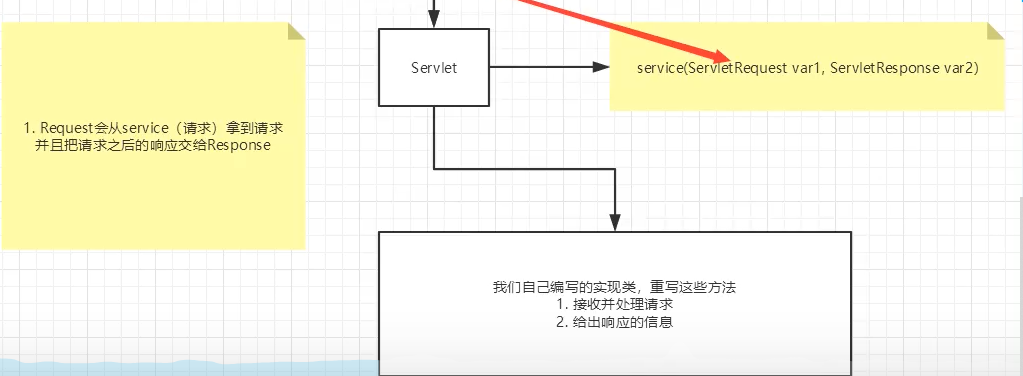 Servlet
service(ServletRequest var1, ServletResponse var2)
1. Request会从service（请求）拿到请求
并且把请求之后的响应交给Response
我们自己编写的实现类，重写这些方法
1. 接收并处理请求
2. 给出响应的信息